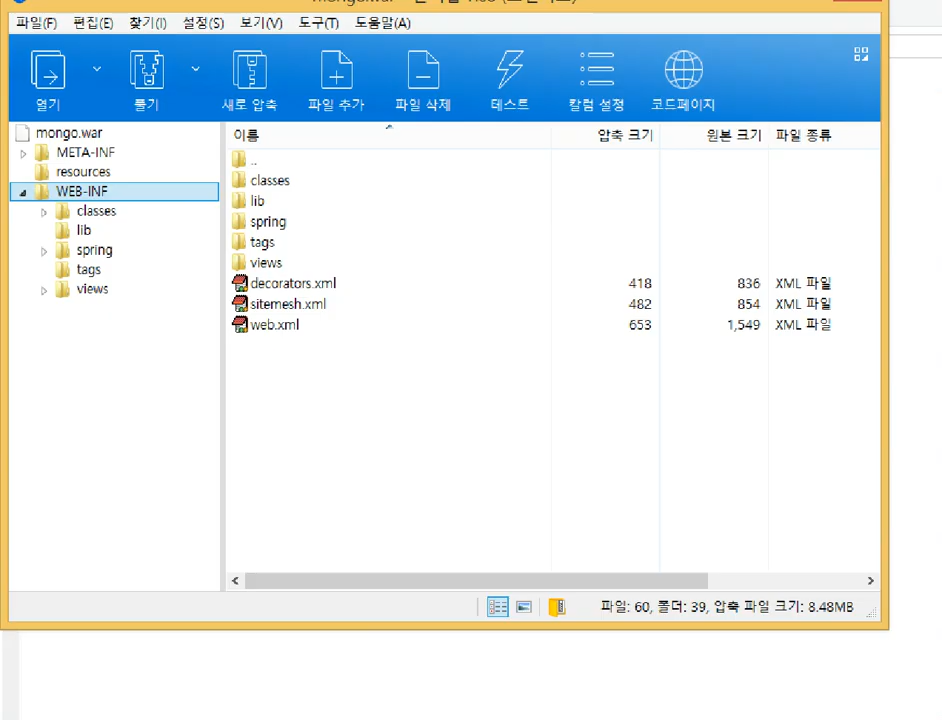 파일(F) 편집(E) 찾기(I) 설정(S) 보기(V) 도구(T) 도움말(A)
열기 풀기 새로 압축 파일 추가 파일 삭제 테스트 칼럼 설정 코드페이지
mongo.war
META-INF
resources
WEB-INF
classes
lib
spring
tags
views
이름 압축 크기 원본 크기 파일 종류
..
classes
lib
spring
tags
views
decorators.xml 418 836 XML 파일
sitemesh.xml 482 854 XML 파일
web.xml 653 1,549 XML 파일
파일: 60, 폴더: 39, 압축 파일 크기: 8.48MB